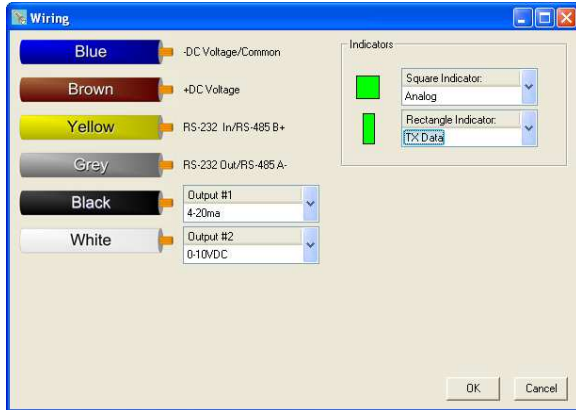 Wiring
Blue -DC Voltage/Common
Brown +DC Voltage
Yellow RS-232 In/RS-485 B+
Grey RS-232 Out/RS-485 A-
Black Output #1
4-20ma
White Output #2
0-10VDC
Indicators
Square Indicator:
Analog
Rectangle Indicator:
TX Data
OK Cancel